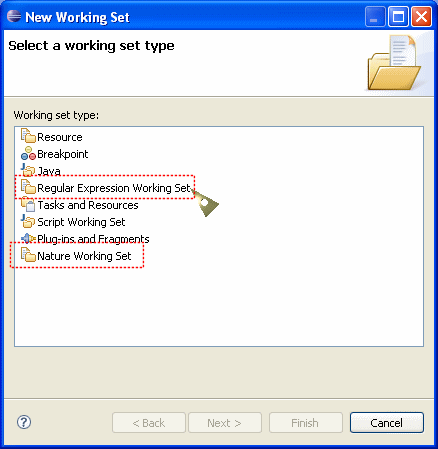 New Working Set
Select a working set type
Working set type:
Resource
Breakpoint
Java
Regular Expression Working Set
Tasks and Resources
Script Working Set
Plug-ins and Fragments
Nature Working Set
?
< Back
Next >
Finish
Cancel